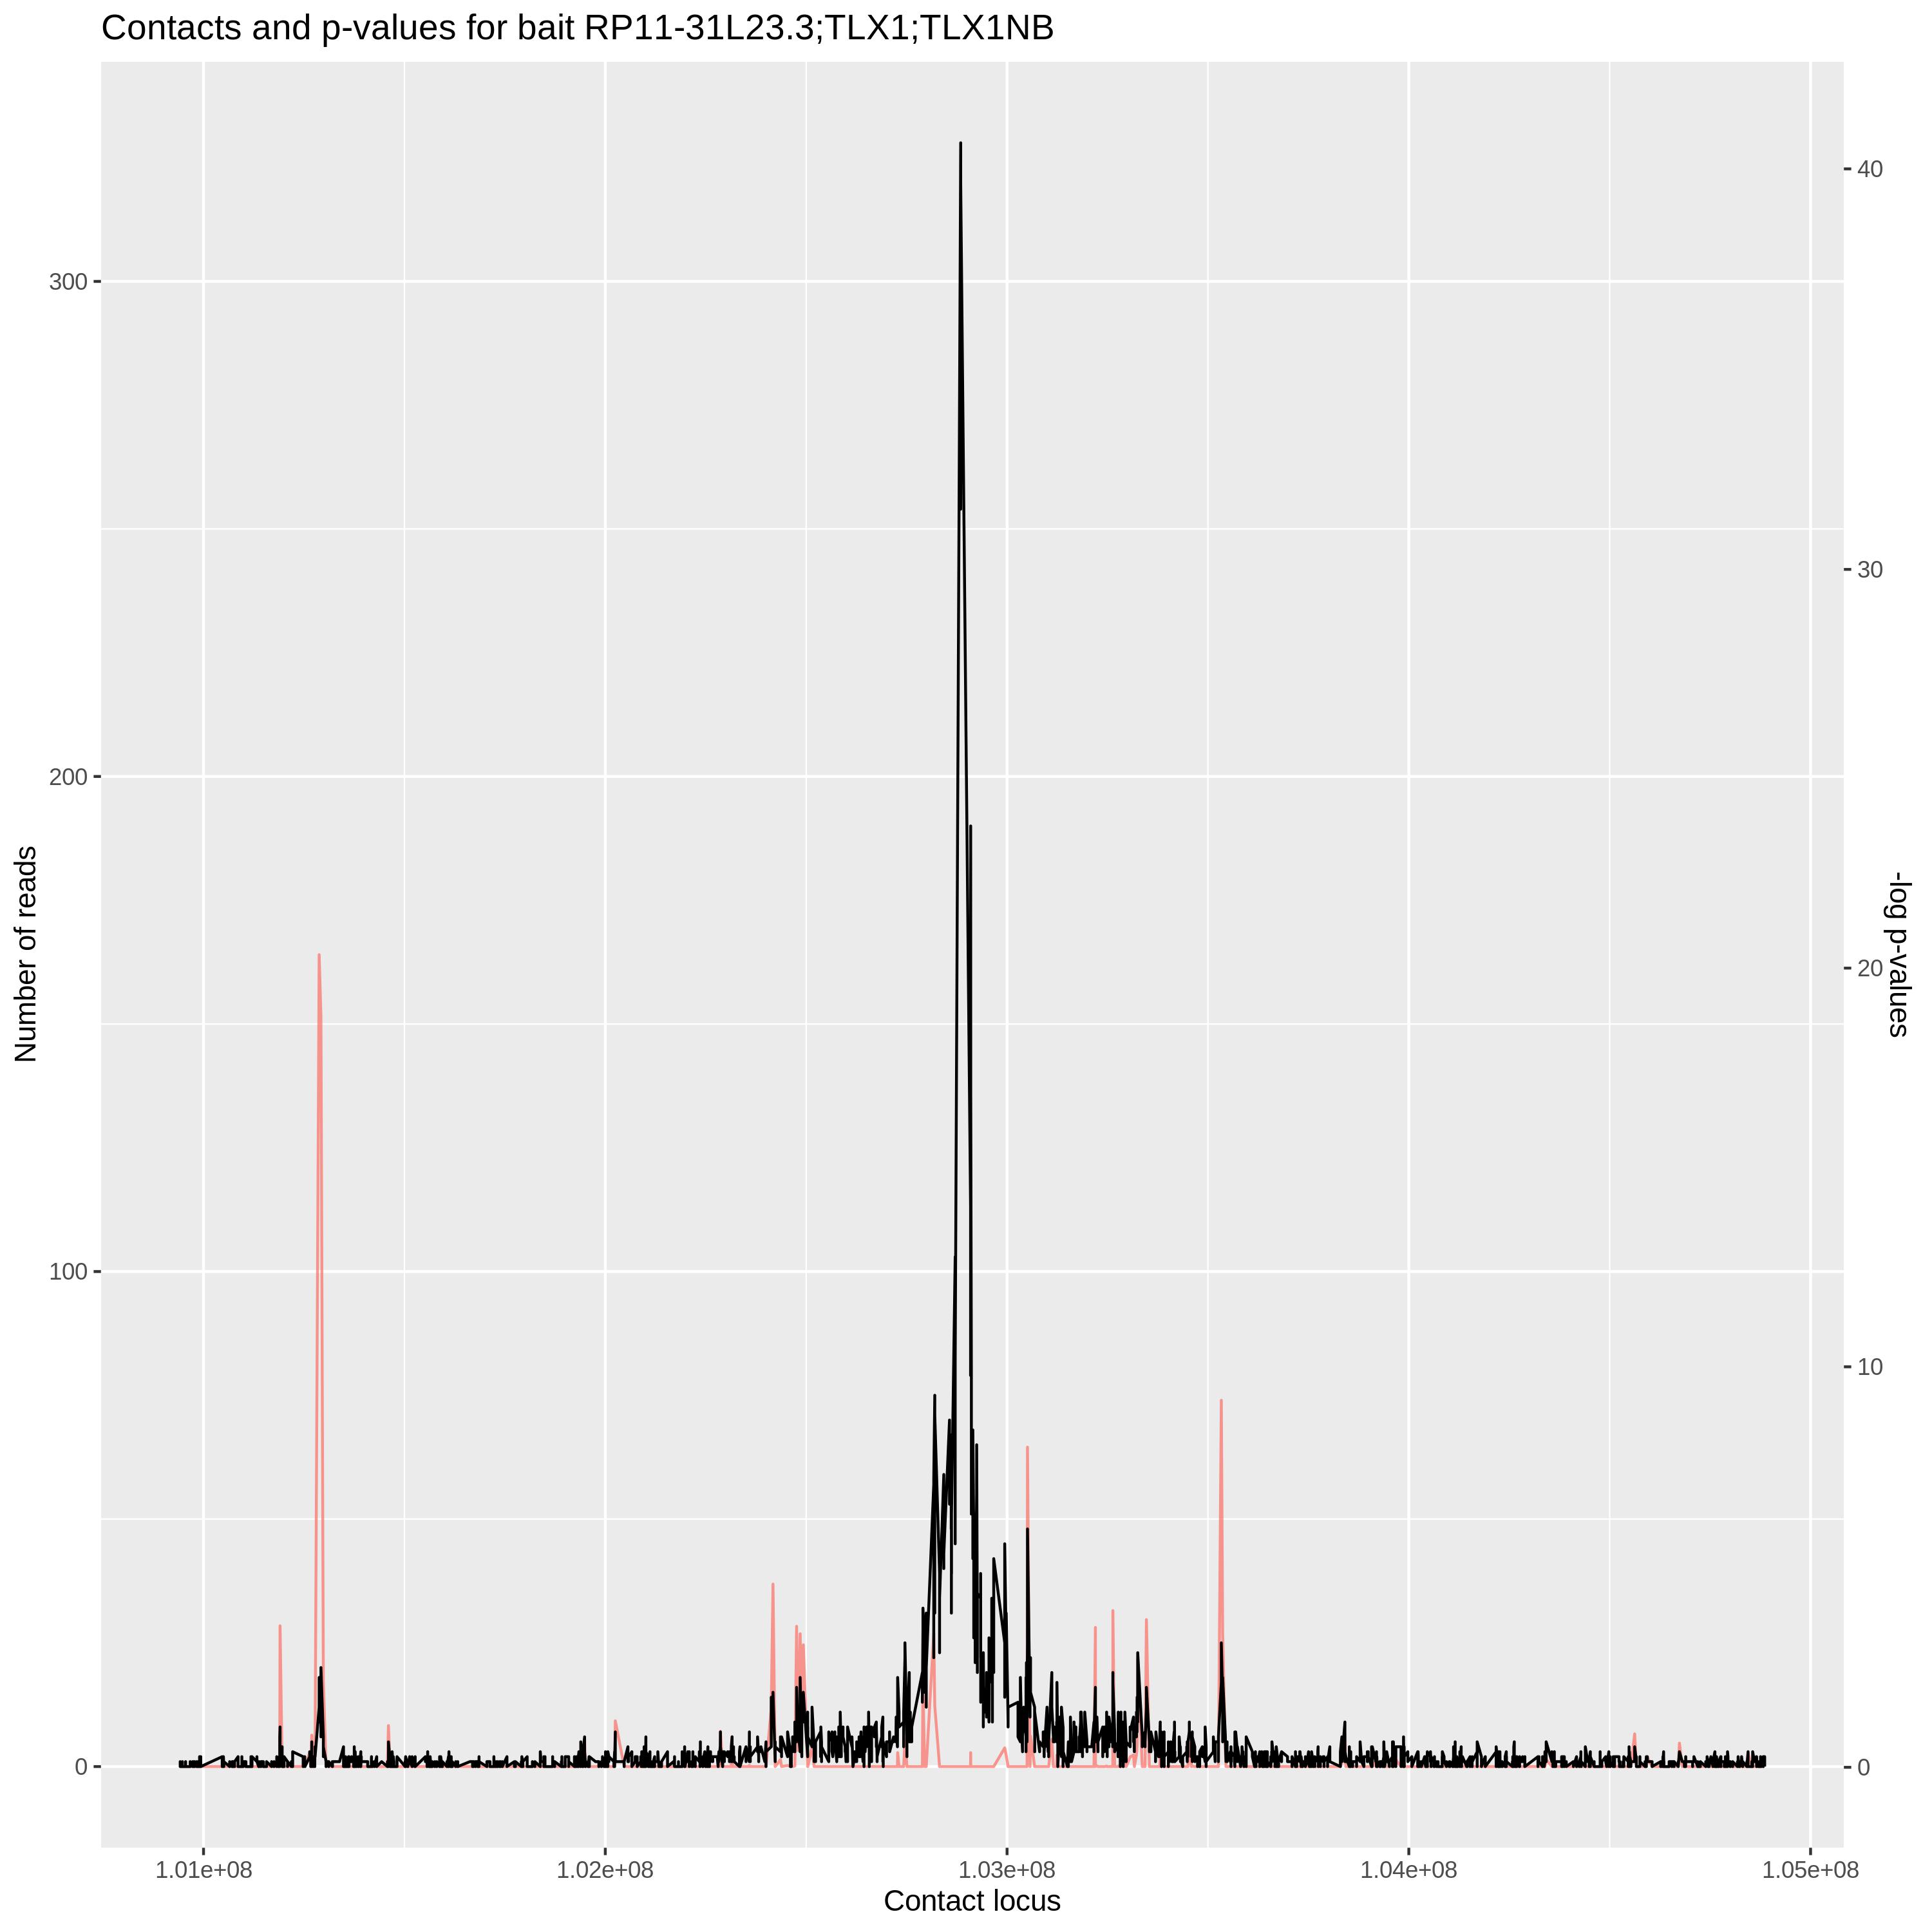 Contacts and p-values for bait RP11-31L23.3;TLX1;TLX1NB
300
200
100
0
Number of reads
40
30
20
10
0
-log p-values
1.01e+08
1.02e+08
1.03e+08
1.04e+08
1.05e+08
Contact locus